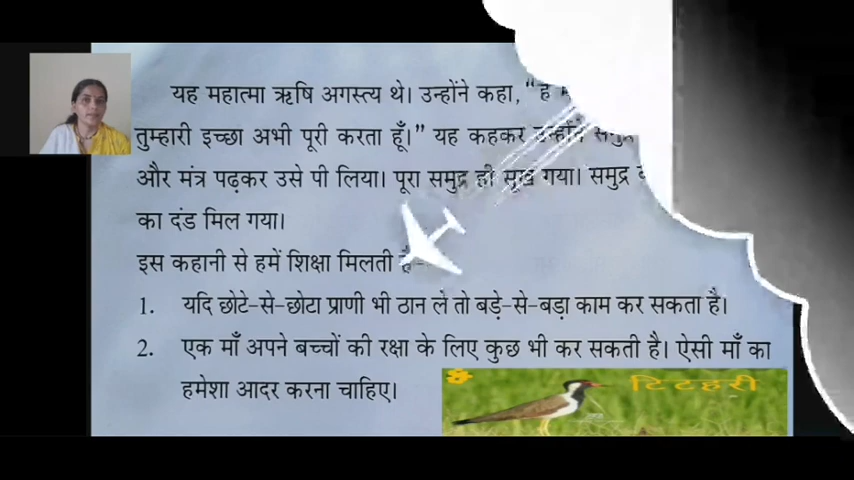 यह महात्मा ऋषि अगस्त्य थे। उन्होंने कहा, "हे
तुम्हारी इच्छा अभी पूरी करता हूँ।" यह कहकर उन्होंने
और मंत्र पढ़कर उसे पी लिया। पूरा समुद्र ही सूख गया। समुद्र
का दंड मिल गया।
इस कहानी से हमें शिक्षा मिलती है
1. यदि छोटे-से-छोटा प्राणी भी ठान ले तो बड़े-से-बड़ा काम कर सकता है।
2. एक माँ अपने बच्चों की रक्षा के लिए कुछ भी कर सकती है। ऐसी माँ का
हमेशा आदर करना चाहिए।
टिटहरी